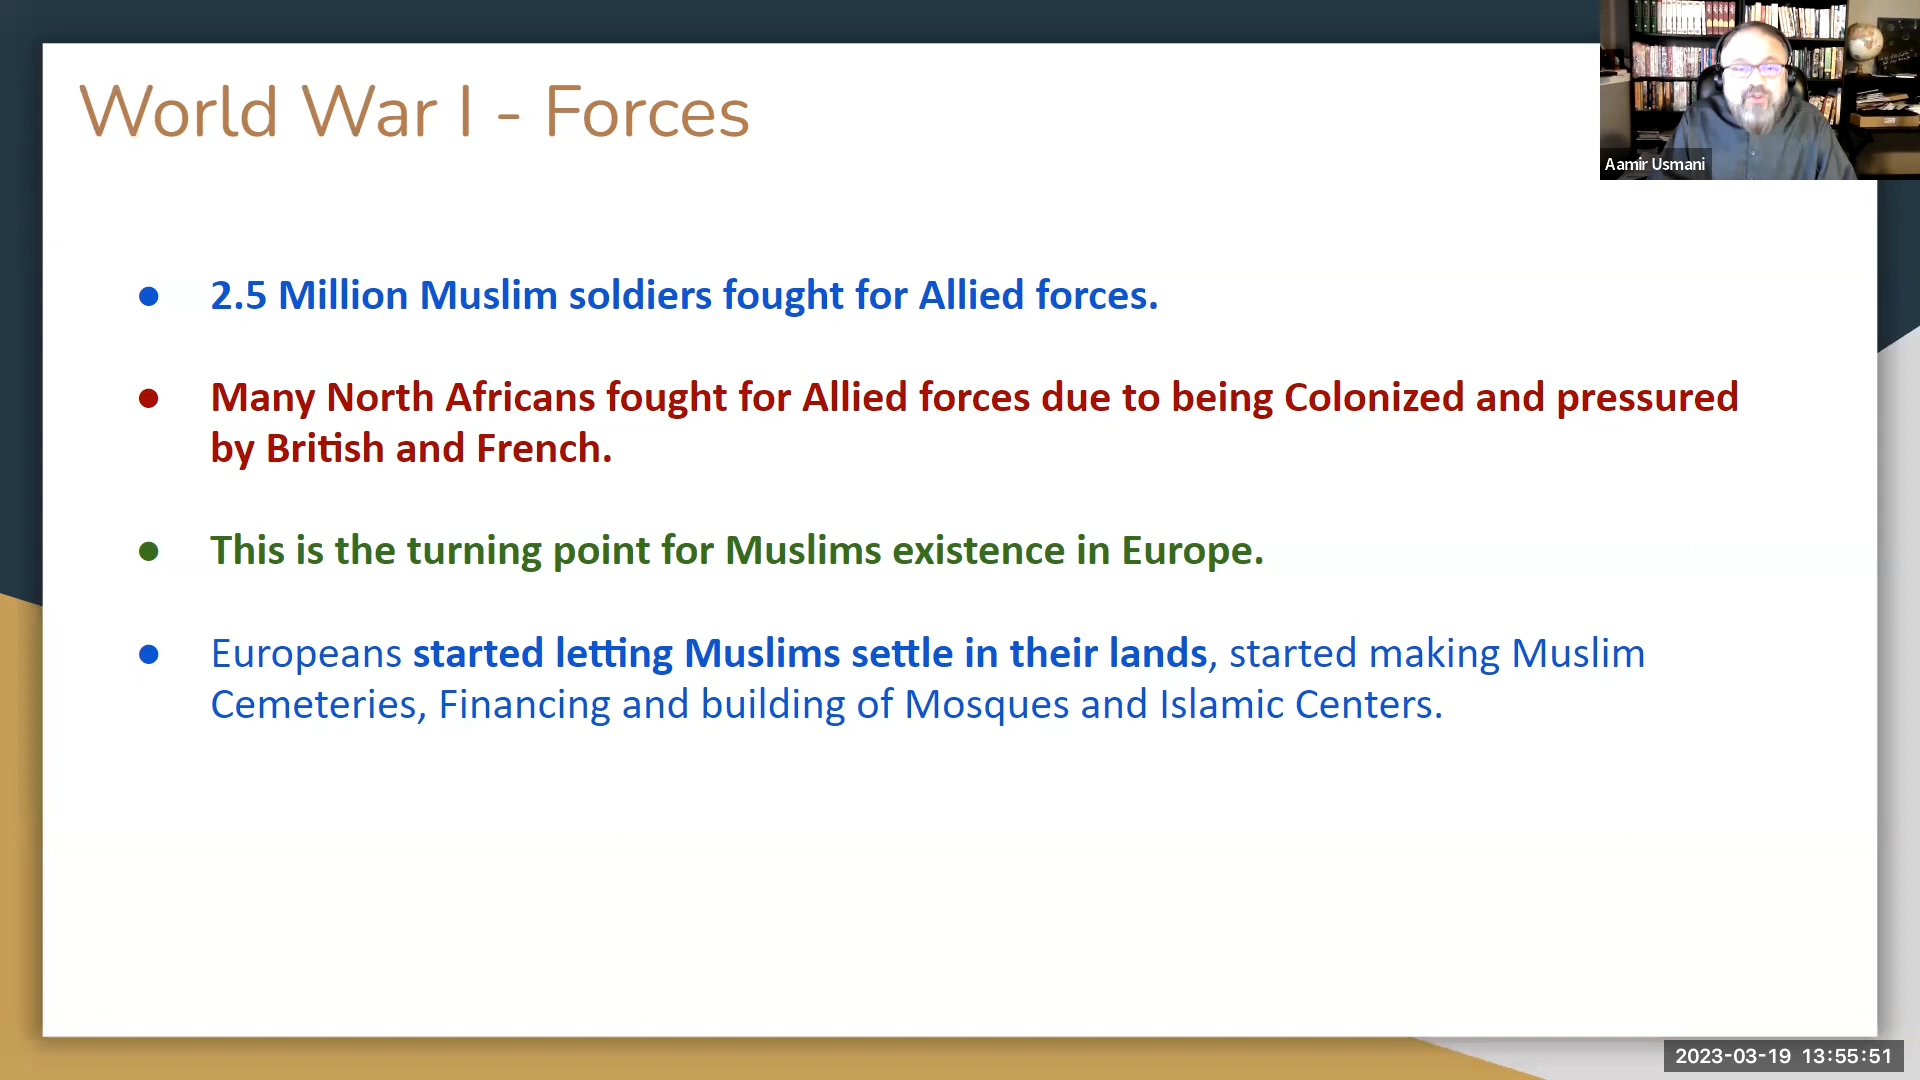 World War I - Forces
Aamir Usmani
● 2.5 Million Muslim soldiers fought for Allied forces.
● Many North Africans fought for Allied forces due to being Colonized and pressured
by British and French.
● This is the turning point for Muslims existence in Europe.
● Europeans started letting Muslims settle in their lands, started making Muslim
Cemeteries, Financing and building of Mosques and Islamic Centers.
2023-03-19 13:55:51